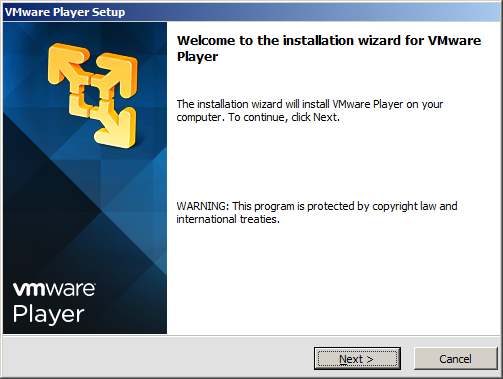 VMware Player Setup
Welcome to the installation wizard for VMware
Player
The installation wizard will install VMware Player on your
computer. To continue, click Next.
WARNING: This program is protected by copyright law and
international treaties.
vmware
Player
Next >
Cancel